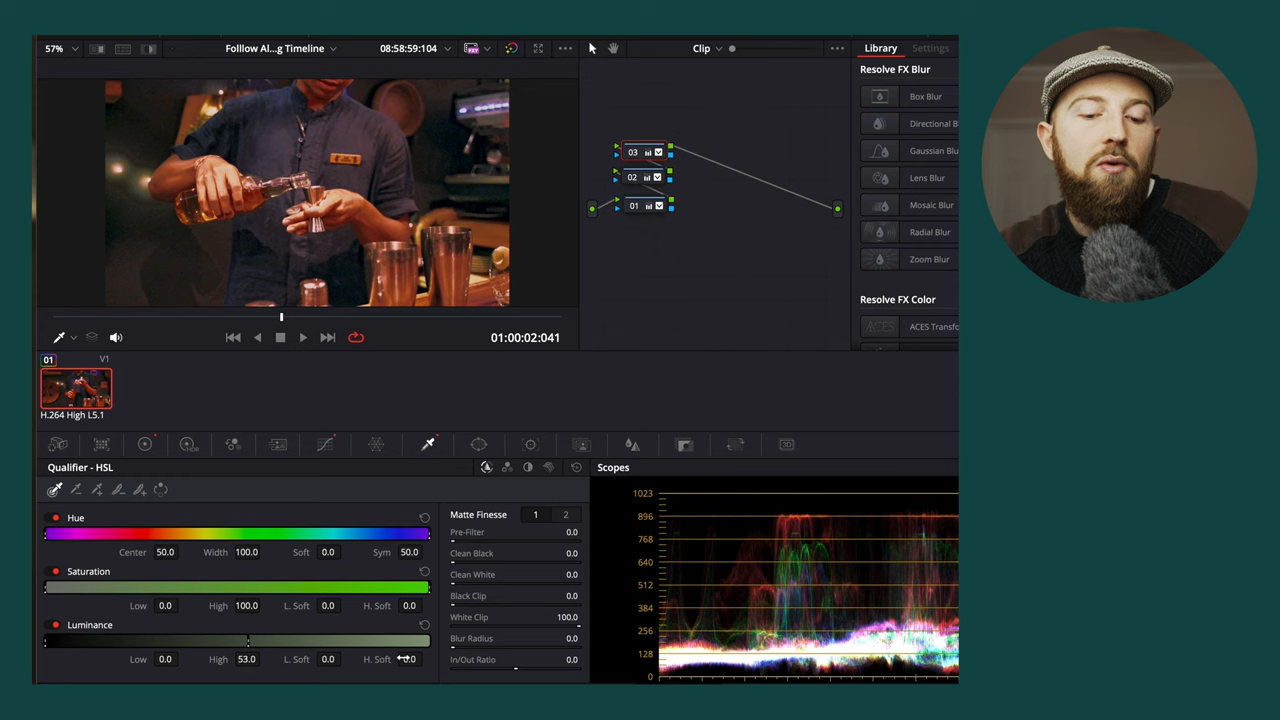 57%
Folllow Al...g Timeline
08:58:59:104
Clip
Library
Settings
Resolve FX Blur
Box Blur
Directional B
Gaussian Blu
Lens Blur
Mosaic Blur
Radial Blur
Zoom Blur
Resolve FX Color
ACES
ACES Transfo
03
02
01
01:00:02:041
01
V1
H.264 High L5.1
HDR
3D
Qualifier - HSL
Hue
Center 50.0 Width 100.0 Soft 0.0 Sym 50.0
Saturation
Low 0.0 High 100.0 L. Soft 0.0 H. Soft 0.0
Luminance
Low 0.0 High 53.0 L. Soft 0.0 H. Soft
Matte Finesse 1 2
Pre-Filter 0.0
Clean Black 0.0
Clean White 0.0
Black Clip 0.0
White Clip 100.0
Blur Radius 0.0
In/Out Ratio 0.0
Scopes
1023
896
768
640
512
384
256
128
0